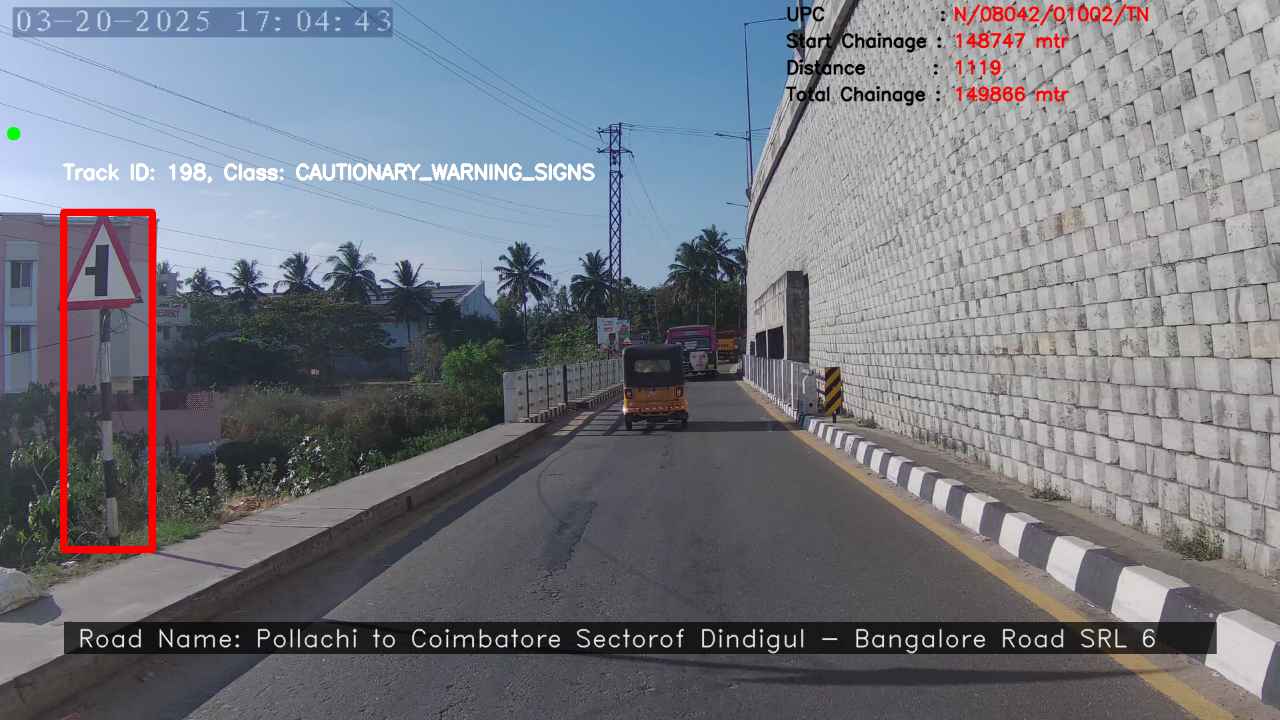 03-20-2025 17:04:43
UPC : N/08042/01002/TN
Start Chainage : 148747 mtr
Distance : 1119
Total Chainage : 149866 mtr
Track ID: 198, Class: CAUTIONARY_WARNING_SIGNS
Road Name: Pollachi to Coimbatore Sectorof Dindigul - Bangalore Road SRL 6